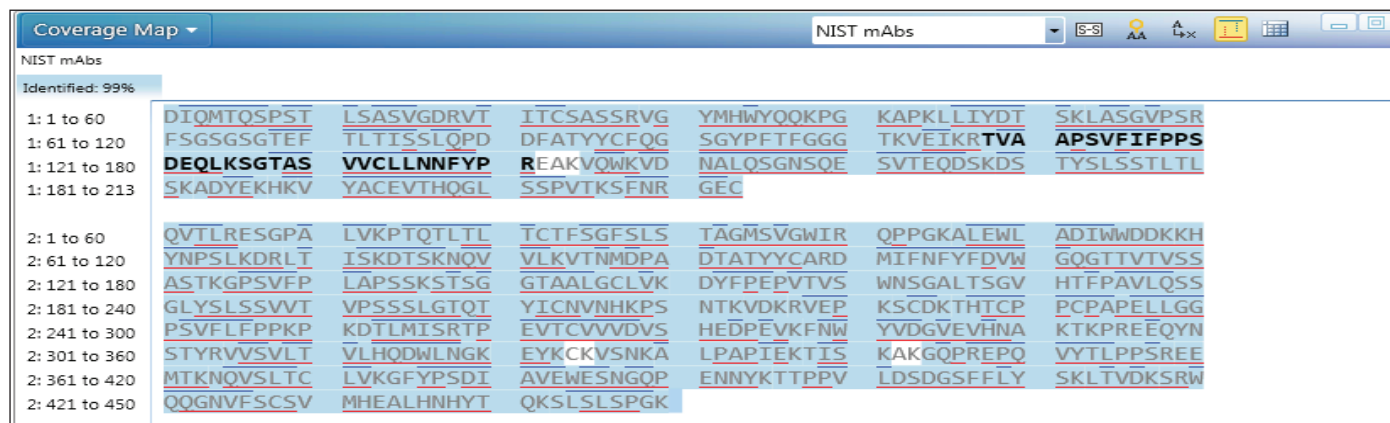 Coverage Map NIST mAbs S-S AA A x
NIST mAbs
Identified: 99%
1: 1 to 60 DIQMTQSPST LSASVGDRVT ITCSASSRVG YMHWYQQKPG KAPKLLIYDT SKLASGVPSR
1: 61 to 120 FSGSGSGTEF TLTISSLQPD DFATYYCFQG SGYPFTFGGG TKVEIKRTVA APSVFIFPPS
1: 121 to 180 DEQLKSGTAS VVCLLNNFYP REAKVQWKVD NALQSGNSQE SVTEQDSKDS TYSLSSTLTL
1: 181 to 213 SKADYEKHKV YACEVTHQGL SSPVTKSFNR GEC
2: 1 to 60 QVTLRESGPA LVKPTQTLTL TCTFSGFSLS TAGMSVGWIR QPPGKALEWL ADIWWDDKKH
2: 61 to 120 YNPSLKDRLT ISKDTSKNQV VLKVTNMDPA DTATYYCARD MIFNFYFDVW GQGTTVTVSS
2: 121 to 180 ASTKGPSVFP LAPSSKSTSG GTAALGCLVK DYFPEPVTVS WNSGALTSGV HTFPAVLQSS
2: 181 to 240 GLYSLSSVVT VPSSSLGTQT YICNVNHKPS NTKVDKRVEP KSCDKTHTCP PCPAPELLGG
2: 241 to 300 PSVFLFPPKP KDTLMISRTP EVTCVVVDVS HEDPEVKFNW YVDGVEVHNA KTKPREEQYN
2: 301 to 360 STYRVVSVLT VLHQDWLNGK EYKCKVSNKA LPAPIEKTIS KAKGQPREPQ VYTLPPSREE
2: 361 to 420 MTKNQVSLTC LVKGFYPSDI AVEWESNGQP ENNYKTTPPV LDSDGSFFLY SKLTVDKSRW
2: 421 to 450 QQGNVFSCSV MHEALHNHYT QKSLSLSPGK